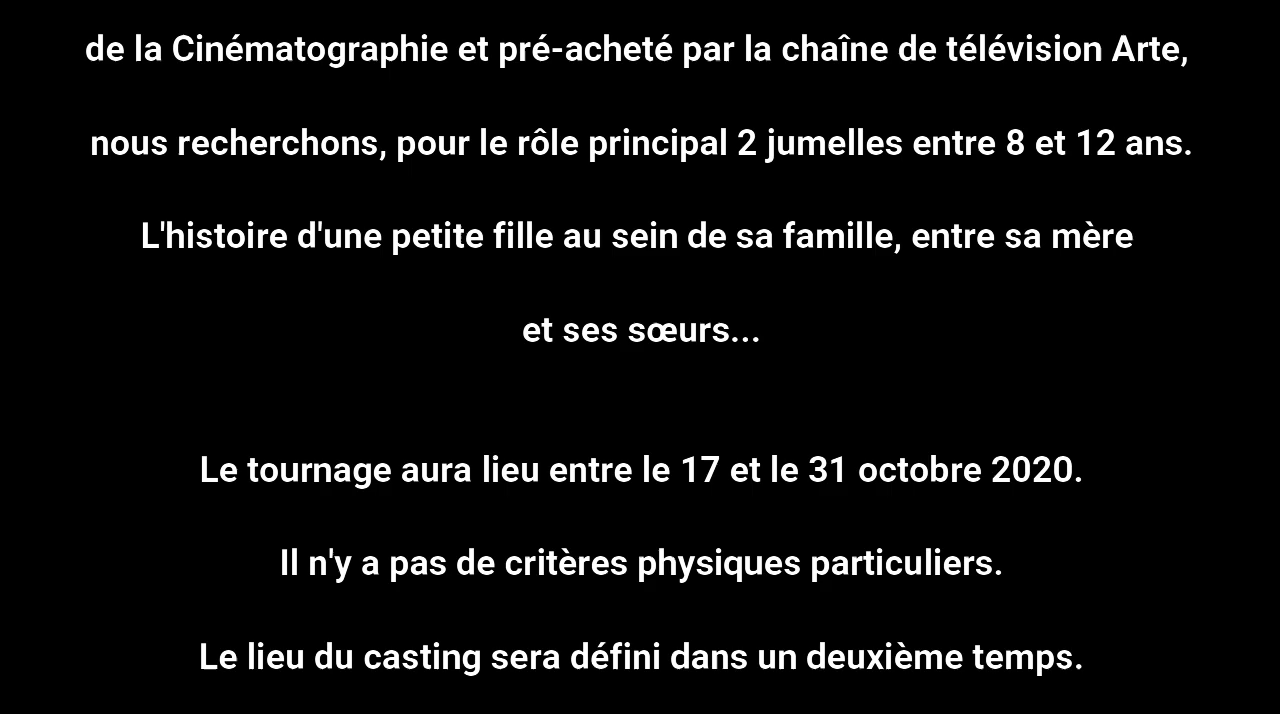 de la Cinématographie et pré-acheté par la chaîne de télévision Arte,
nous recherchons, pour le rôle principal 2 jumelles entre 8 et 12 ans.
L'histoire d'une petite fille au sein de sa famille, entre sa mère
et ses sœurs...
Le tournage aura lieu entre le 17 et le 31 octobre 2020.
Il n'y a pas de critères physiques particuliers.
Le lieu du casting sera défini dans un deuxième temps.